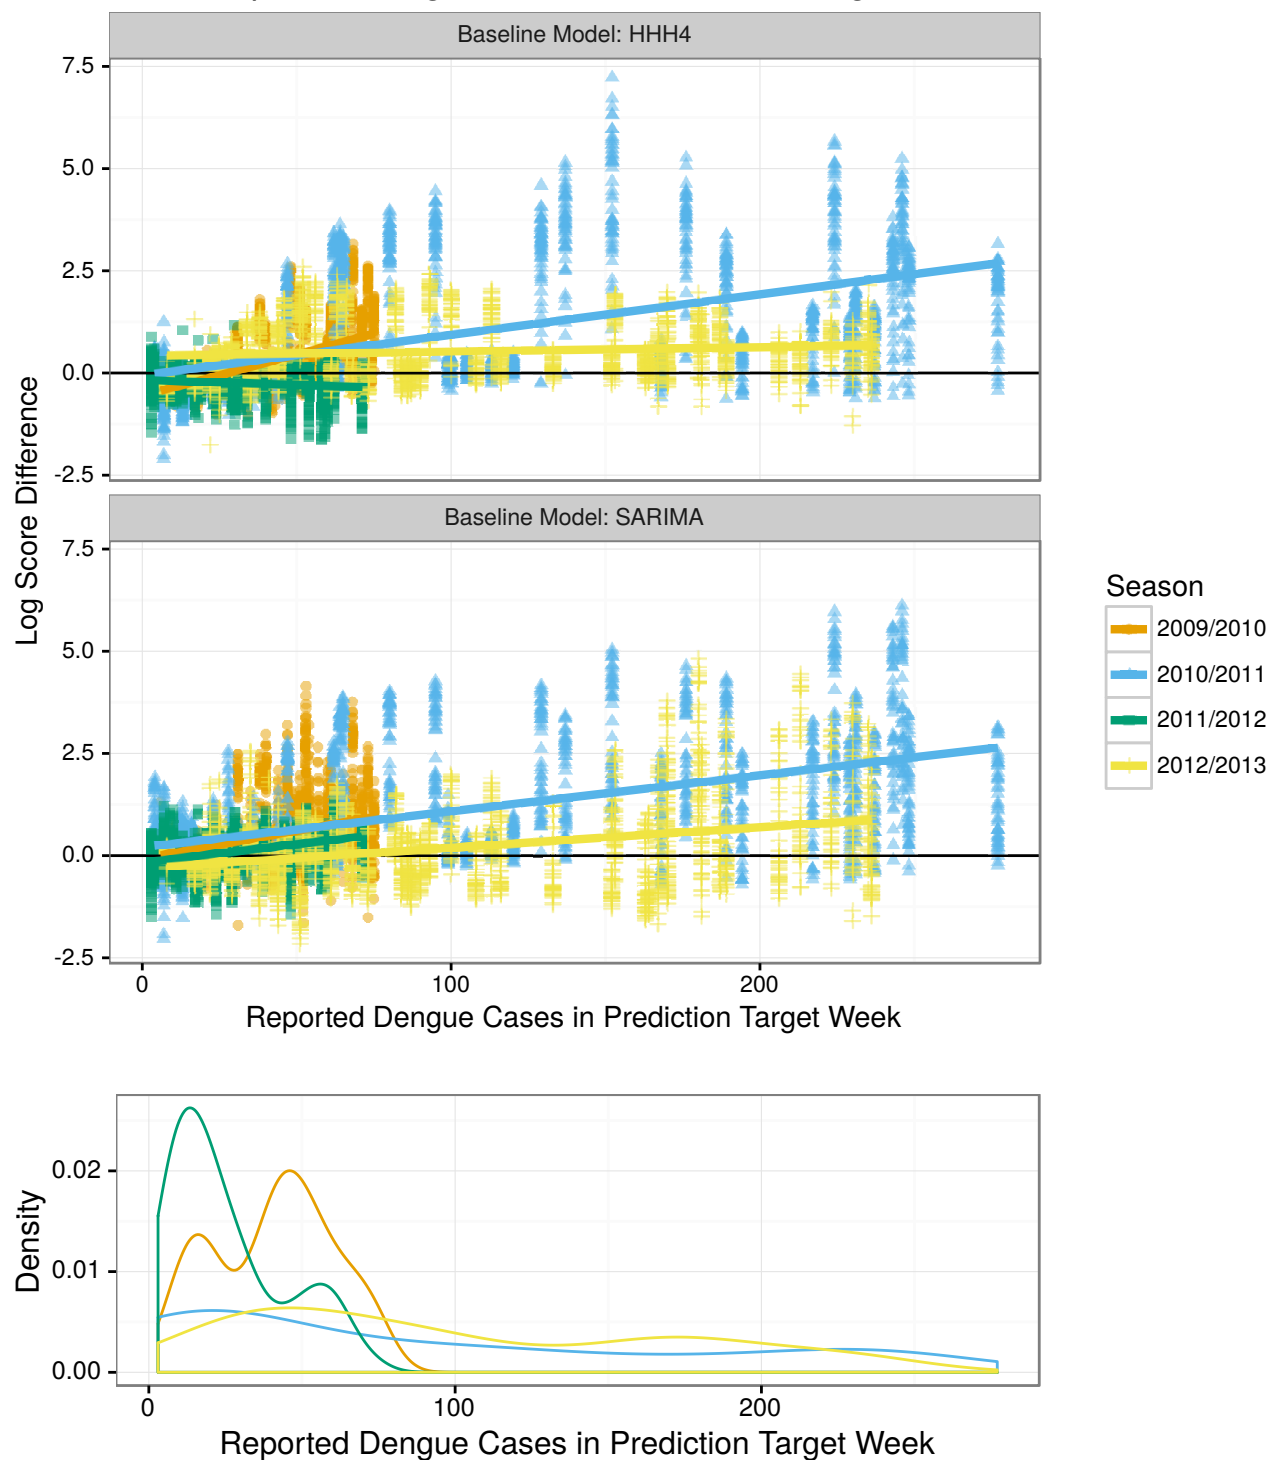 Baseline Model: HHH4
7.5
5.0
2.5
0.0
-2.5
Baseline Model: SARIMA
7.5
5.0
2.5
0.0
-2.5
Log Score Difference
0 100 200
Reported Dengue Cases in Prediction Target Week
Season
2009/2010
2010/2011
2011/2012
2012/2013
0.02
0.01
0.00
Density
0 100 200
Reported Dengue Cases in Prediction Target Week